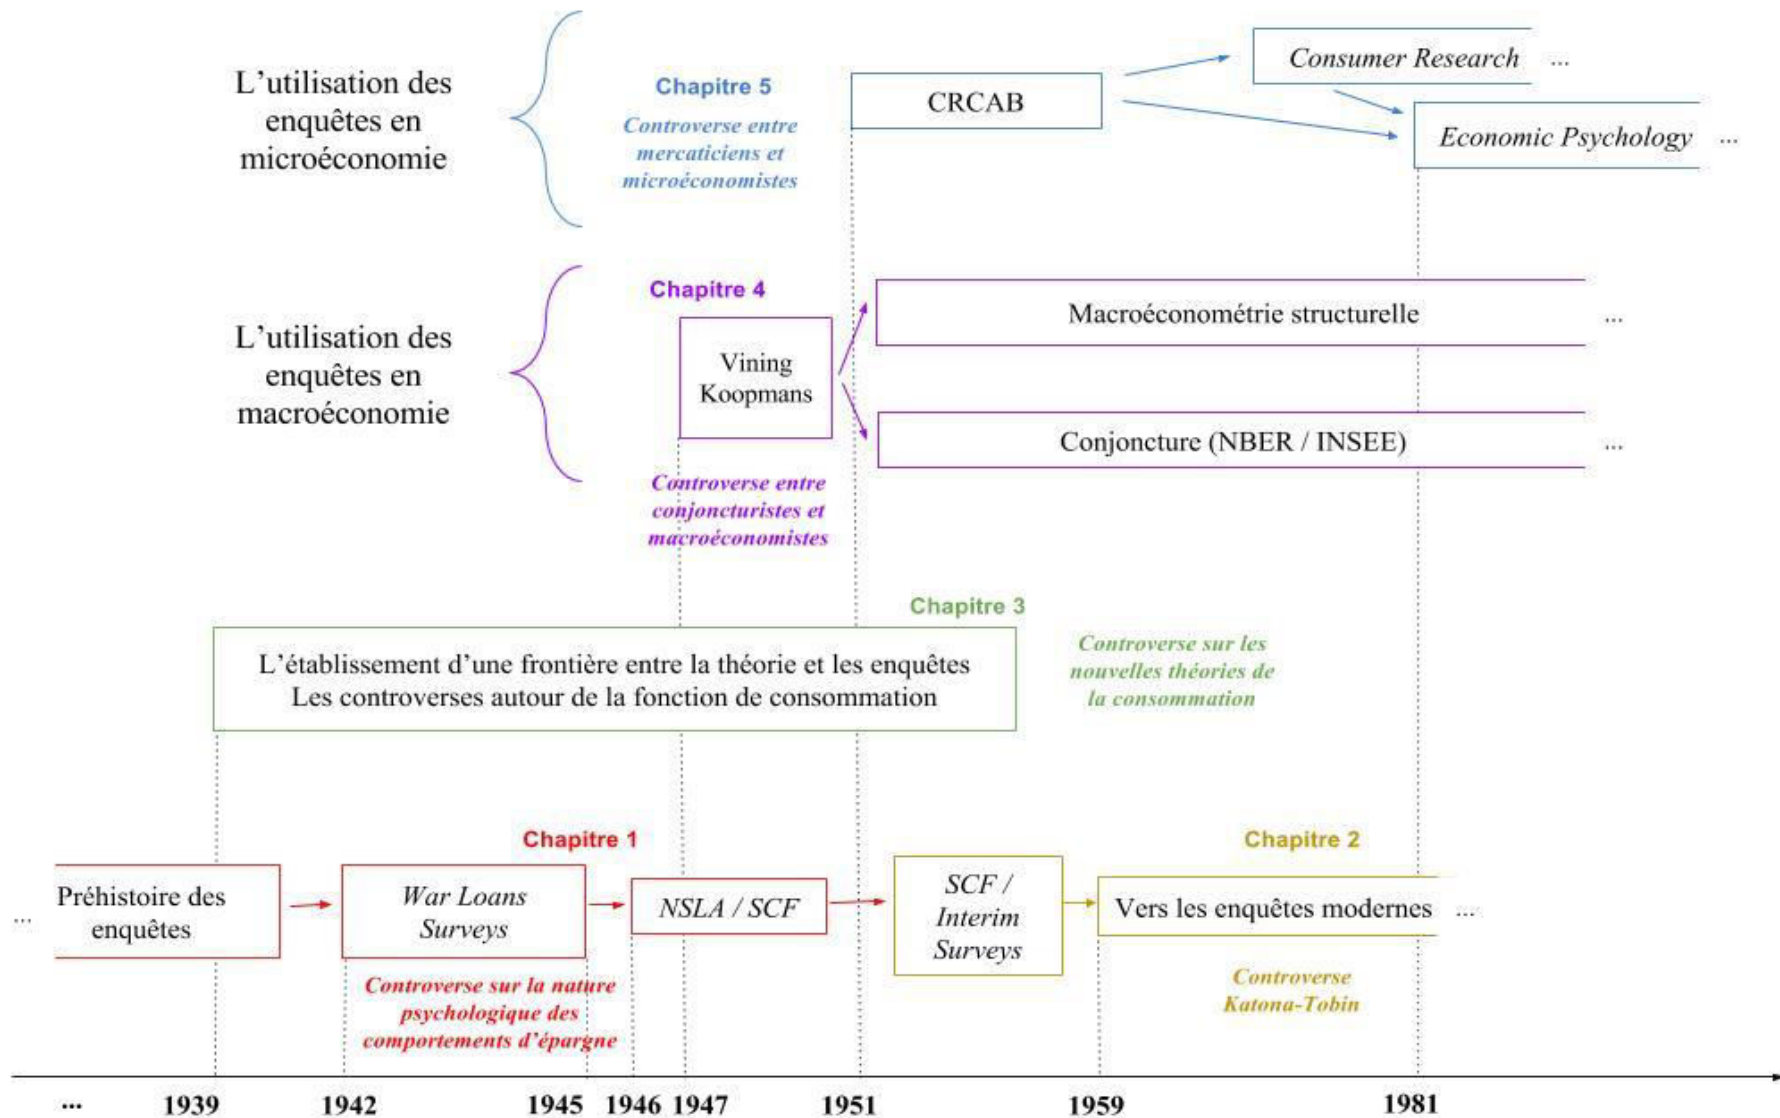 L’utilisation des
enquêtes en
microéconomie
Chapitre 5
Controverse entre
mercaticiens et
microéconomistes
CRCAB
Consumer Research
...
Economic Psychology
...
L’utilisation des
enquêtes en
macroéconomie
Chapitre 4
Vining
Koopmans
Controverse entre
conjoncturistes et
macroéconomistes
Macroéconométrie structurelle
...
Conjoncture (NBER / INSEE)
...
Chapitre 3
L’établissement d’une frontière entre la théorie et les enquêtes
Les controverses autour de la fonction de consommation
Controverse sur les
nouvelles théories de
la consommation
Chapitre 1
...
Préhistoire des
enquêtes
War Loans
Surveys
NSLA / SCF
Controverse sur la nature
psychologique des
comportements d’épargne
Chapitre 2
SCF /
Interim
Surveys
Vers les enquêtes modernes
...
Controverse
Katona-Tobin
... 1939 1942 1945 1946 1947 1951 1959 1981